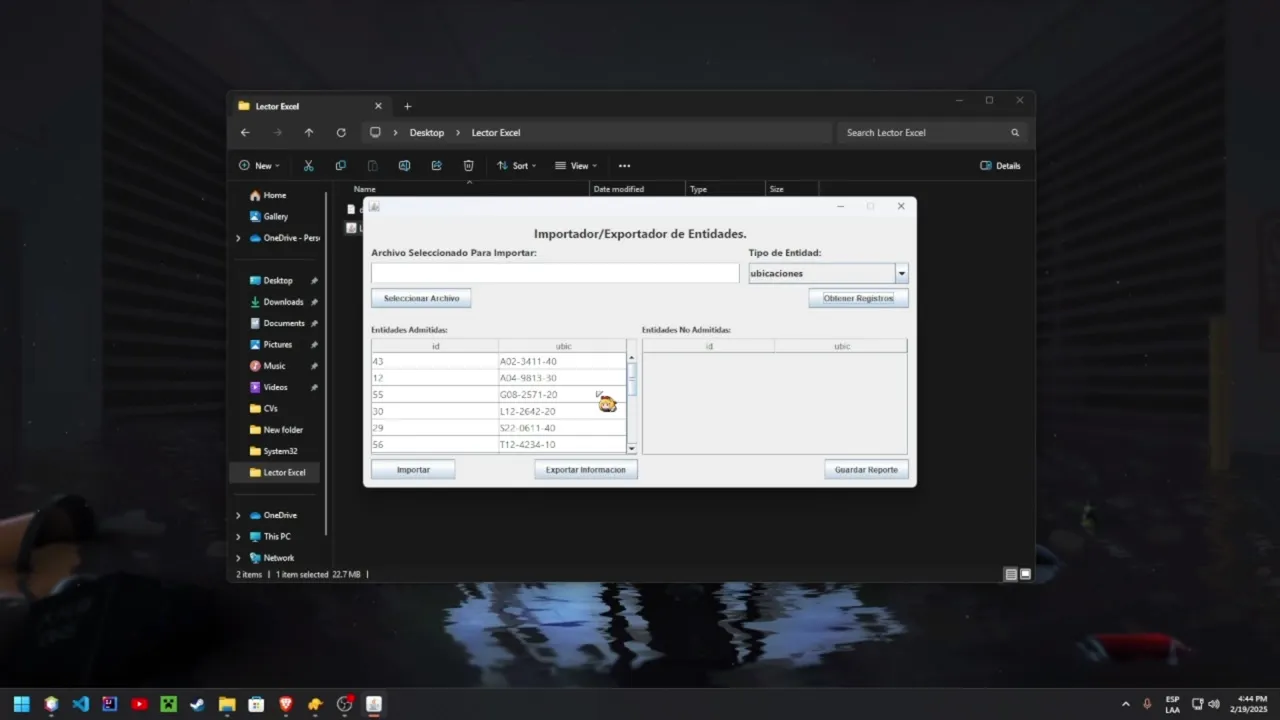 Lector Excel
Desktop
Lector Excel
Search Lector Excel
New
Sort
View
Details
Home
Gallery
OneDrive - Pers
Desktop
Downloads
Documents
Pictures
Music
Videos
CVs
New folder
System32
Lector Excel
OneDrive
This PC
Network
Name
Date modified
Type
Size
Importador/Exportador de Entidades.
Archivo Seleccionado Para Importar:
Tipo de Entidad:
ubicaciones
Seleccionar Archivo
Obtener Registros
Entidades Admitidas:
Entidades No Admitidas:
id ubic
id ubic
43 A02-3411-40
12 A04-9813-30
55 G08-2571-20
30 L12-2642-20
29 S22-0611-40
56 T12-4234-10
Importar
Exportar Informacion
Guardar Reporte
2 items 1 item selected 22.7 MB
ESP
LAA
4:44 PM
2/19/2025